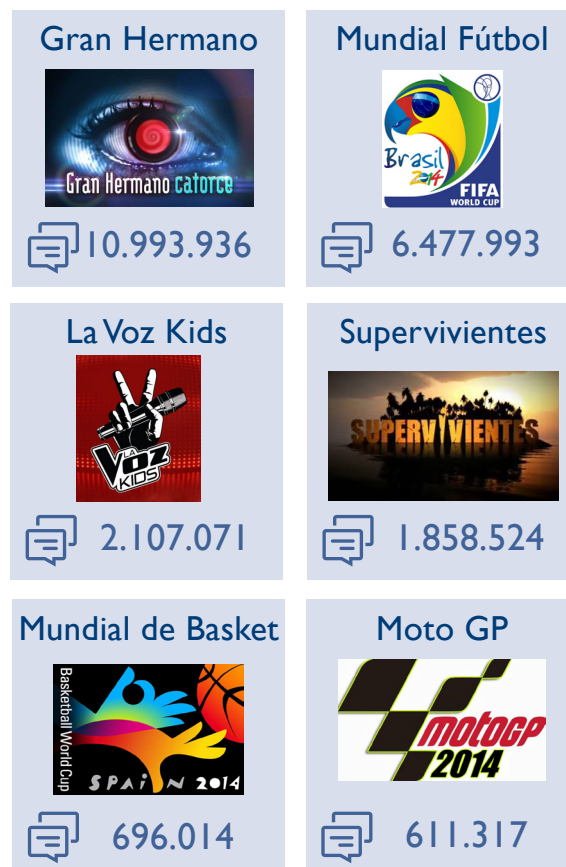 Gran Hermano
Gran Hermano catorce
10.993.936
Mundial Fútbol
Brasil
2014
FIFA
WORLD CUP
6.477.993
La Voz Kids
LA
VOZ
KIDS
2.107.071
Supervivientes
SUPERVIVIENTES
1.858.524
Mundial de Basket
Basketball World Cup
SPAIN 2014
696.014
Moto GP
motoGP
2014
611.317